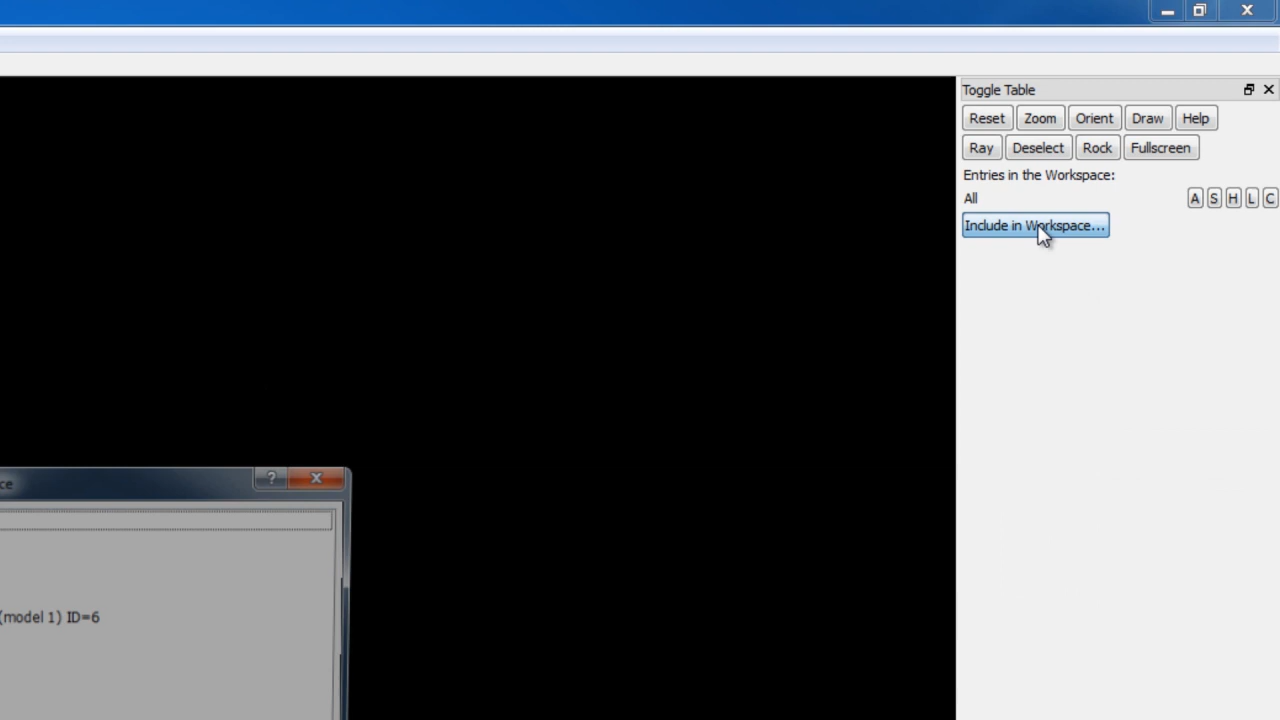 Toggle Table
Reset Zoom Orient Draw Help
Ray Deselect Rock Fullscreen
Entries in the Workspace:
All A S H L C
Include in Workspace...
ce
(model 1) ID=6